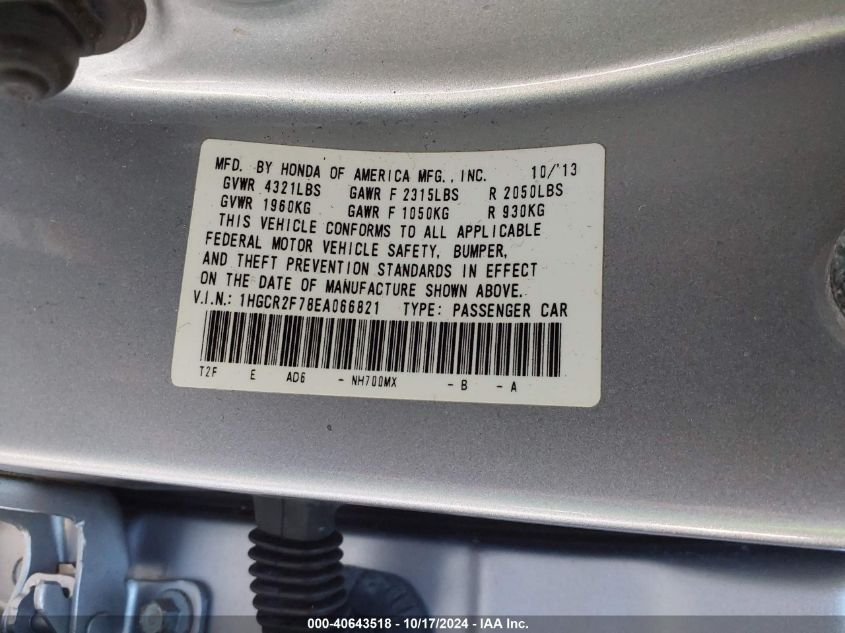 MFD. BY HONDA OF AMERICA MFG., INC. 10/'13
GVWR 4321LBS GAWR F 2315LBS R 2050LBS
GVWR 1960KG GAWR F 1050KG R 930KG
THIS VEHICLE CONFORMS TO ALL APPLICABLE
FEDERAL MOTOR VEHICLE SAFETY, BUMPER,
AND THEFT PREVENTION STANDARDS IN EFFECT
ON THE DATE OF MANUFACTURE SHOWN ABOVE.
V.I.N.: 1HGCR2F78EA066821 TYPE: PASSENGER CAR
T2F E AD6 - NH700MX - B - A
000-40643518 - 10/17/2024 - IAA Inc.